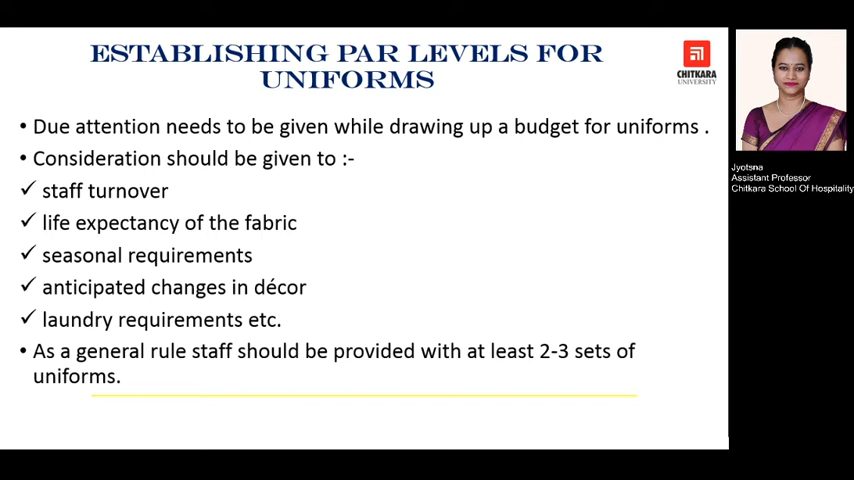 ESTABLISHING PAR LEVELS FOR
UNIFORMS
CHITKARA
UNIVERSITY
• Due attention needs to be given while drawing up a budget for uniforms .
• Consideration should be given to :-
✓ staff turnover
✓ life expectancy of the fabric
✓ seasonal requirements
✓ anticipated changes in décor
✓ laundry requirements etc.
• As a general rule staff should be provided with at least 2-3 sets of
uniforms.
Jyotsna
Assistant Professor
Chitkara School Of Hospitality